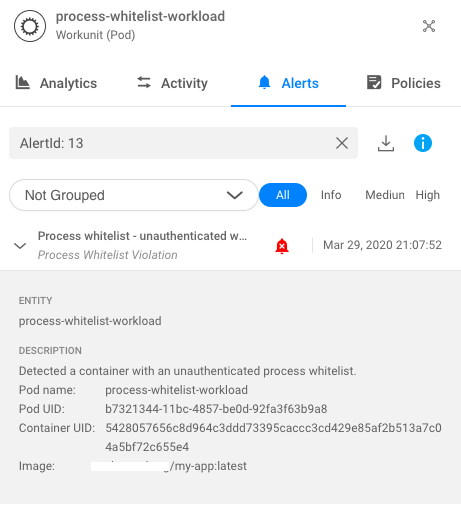 process-whitelist-workload
Workunit (Pod)
Analytics Activity Alerts Policies
AlertId: 13
Not Grouped All Info Mediun High
Process whitelist - unauthenticated w...
Process Whitelist Violation
Mar 29, 2020 21:07:52
ENTITY
process-whitelist-workload
DESCRIPTION
Detected a container with an unauthenticated process whitelist.
Pod name: process-whitelist-workload
Pod UID: b7321344-11bc-4857-be0d-92fa3f63b9a8
Container UID: 5428057656c8d964c3ddd73395caccc3cd429e85af2b513a7c0
4a5bf72c655e4
Image: /my-app:latest